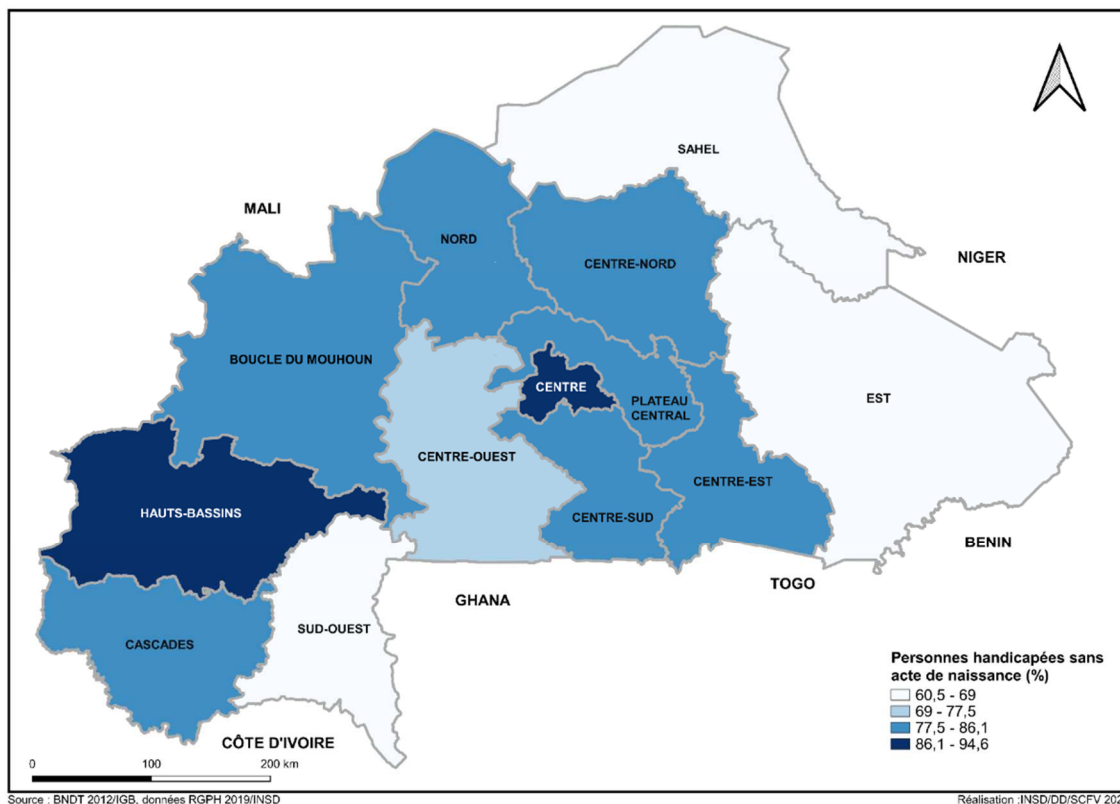 SAHEL
MALI
NORD
NIGER
CENTRE-NORD
BOUCLE DU MOUHOUN
CENTRE
EST
PLATEAU
CENTRAL
CENTRE-OUEST
CENTRE-EST
HAUTS-BASSINS
CENTRE-SUD
BENIN
TOGO
GHANA
SUD-OUEST
CASCADES
CÔTE D'IVOIRE
Personnes handicapées sans
acte de naissance (%)
60,5 - 69
69 - 77,5
77,5 - 86,1
86,1 - 94,6
0 100 200 km
Source : BNDT 2012/IGB, données RGPH 2019/INSD
Réalisation :INSD/DD/SCFV